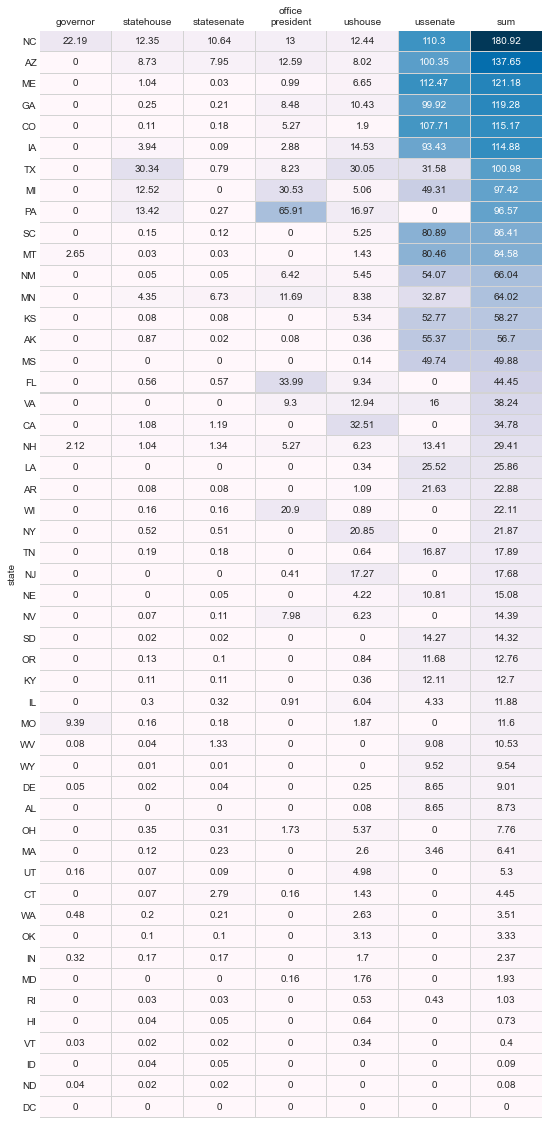 office
governor statehouse statesenate president ushouse ussenate sum
NC 22.19 12.35 10.64 13 12.44 110.3 180.92
AZ 0 8.73 7.95 12.59 8.02 100.35 137.65
ME 0 1.04 0.03 0.99 6.65 112.47 121.18
GA 0 0.25 0.21 8.48 10.43 99.92 119.28
CO 0 0.11 0.18 5.27 1.9 107.71 115.17
IA 0 3.94 0.09 2.88 14.53 93.43 114.88
TX 0 30.34 0.79 8.23 30.05 31.58 100.98
MI 0 12.52 0 30.53 5.06 49.31 97.42
PA 0 13.42 0.27 65.91 16.97 0 96.57
SC 0 0.15 0.12 0 5.25 80.89 86.41
MT 2.65 0.03 0.03 0 1.43 80.46 84.58
NM 0 0.05 0.05 6.42 5.45 54.07 66.04
MN 0 4.35 6.73 11.69 8.38 32.87 64.02
KS 0 0.08 0.08 0 5.34 52.77 58.27
AK 0 0.87 0.02 0.08 0.36 55.37 56.7
MS 0 0 0 0 0.14 49.74 49.88
FL 0 0.56 0.57 33.99 9.34 0 44.45
VA 0 0 0 9.3 12.94 16 38.24
CA 0 1.08 1.19 0 32.51 0 34.78
NH 2.12 1.04 1.34 5.27 6.23 13.41 29.41
LA 0 0 0 0 0.34 25.52 25.86
AR 0 0.08 0.08 0 1.09 21.63 22.88
WI 0 0.16 0.16 20.9 0.89 0 22.11
NY 0 0.52 0.51 0 20.85 0 21.87
TN 0 0.19 0.18 0 0.64 16.87 17.89
state
NJ 0 0 0 0.41 17.27 0 17.68
NE 0 0 0.05 0 4.22 10.81 15.08
NV 0 0.07 0.11 7.98 6.23 0 14.39
SD 0 0.02 0.02 0 0 14.27 14.32
OR 0 0.13 0.1 0 0.84 11.68 12.76
KY 0 0.11 0.11 0 0.36 12.11 12.7
IL 0 0.3 0.32 0.91 6.04 4.33 11.88
MO 9.39 0.16 0.18 0 1.87 0 11.6
WV 0.08 0.04 1.33 0 0 9.08 10.53
WY 0 0.01 0.01 0 0 9.52 9.54
DE 0.05 0.02 0.04 0 0.25 8.65 9.01
AL 0 0 0 0 0.08 8.65 8.73
OH 0 0.35 0.31 1.73 5.37 0 7.76
MA 0 0.12 0.23 0 2.6 3.46 6.41
UT 0.16 0.07 0.09 0 4.98 0 5.3
CT 0 0.07 2.79 0.16 1.43 0 4.45
WA 0.48 0.2 0.21 0 2.63 0 3.51
OK 0 0.1 0.1 0 3.13 0 3.33
IN 0.32 0.17 0.17 0 1.7 0 2.37
MD 0 0 0 0.16 1.76 0 1.93
RI 0 0.03 0.03 0 0.53 0.43 1.03
HI 0 0.04 0.05 0 0.64 0 0.73
VT 0.03 0.02 0.02 0 0.34 0 0.4
ID 0 0.04 0.05 0 0 0 0.09
ND 0.04 0.02 0.02 0 0 0 0.08
DC 0 0 0 0 0 0 0